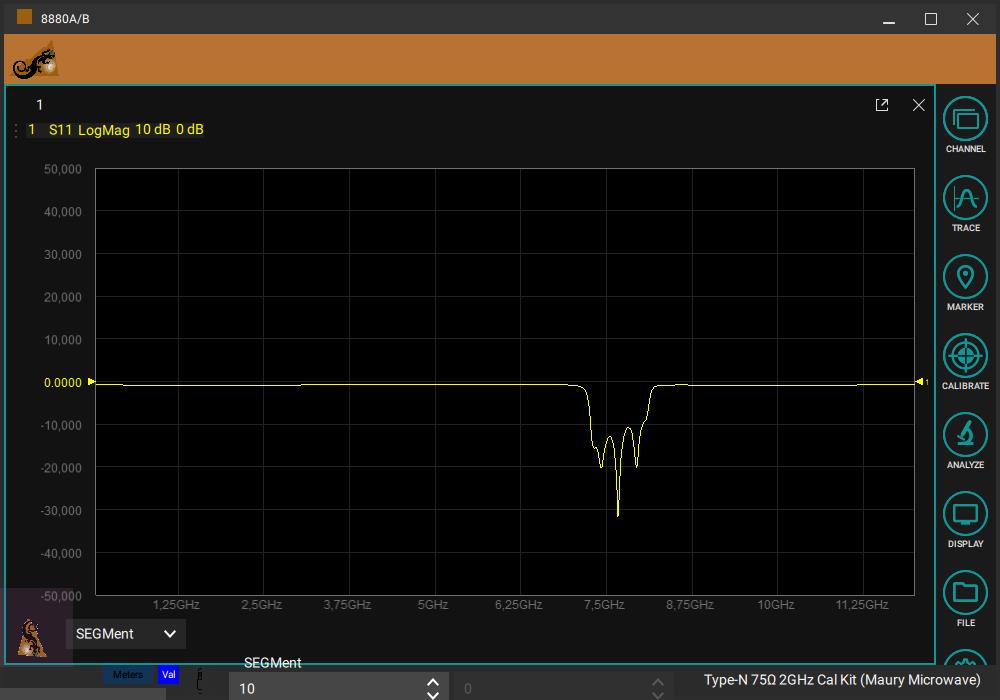 8880A/B
1
1 S11 LogMag 10 dB 0 dB
50,000
40,000
30,000
20,000
10,000
0.0000
1
-10,000
-20,000
-30,000
-40,000
-50,000
1,25GHz 2,5GHz 3,75GHz 5GHz 6,25GHz 7,5GHz 8,75GHz 10GHz 11,25GHz
CHANNEL
TRACE
MARKER
CALIBRATE
ANALYZE
DISPLAY
FILE
SEGMent
SEGMent
Meters Val
10
0
Type-N 75Ω 2GHz Cal Kit (Maury Microwave)